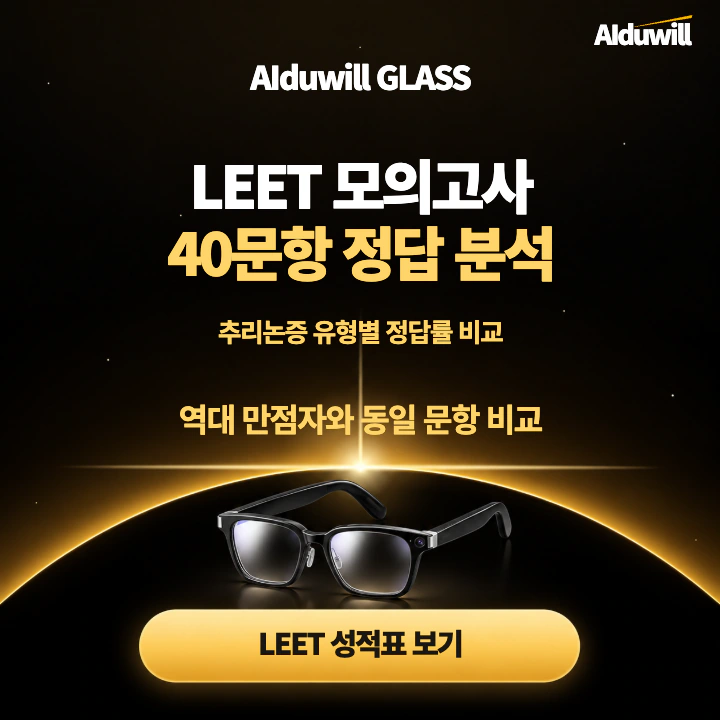 Alduwill
Alduwill GLASS
LEET 모의고사
40문항 정답 분석
추리논증 유형별 정답률 비교
역대 만점자와 동일 문항 비교
LEET 성적표 보기